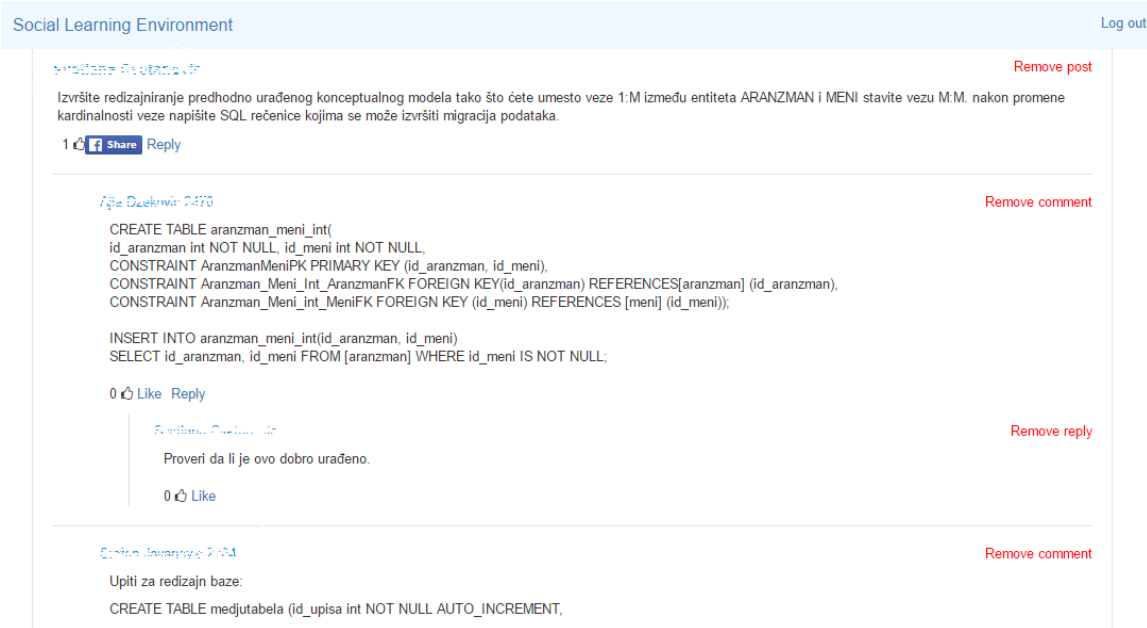 Social Learning Environment
Log out
Remove post
Izvršite redizajniranje predhodno urađenog konceptualnog modela tako što ćete umesto veze 1:M između entiteta ARANZMAN i MENI stavite vezu M:M. nakon promene
kardinalnosti veze napišite SQL rečenice kojima se može izvršiti migracija podataka.
1 Share Reply
Remove comment
CREATE TABLE aranzman_meni_int(
id_aranzman int NOT NULL, id_meni int NOT NULL,
CONSTRAINT AranzmanMeniPK PRIMARY KEY (id_aranzman, id_meni),
CONSTRAINT Aranzman_Meni_Int_AranzmanFK FOREIGN KEY(id_aranzman) REFERENCES[aranzman] (id_aranzman),
CONSTRAINT Aranzman_Meni_int_MeniFK FOREIGN KEY (id_meni) REFERENCES [meni] (id_meni));
INSERT INTO aranzman_meni_int(id_aranzman, id_meni)
SELECT id_aranzman, id_meni FROM [aranzman] WHERE id_meni IS NOT NULL;
0 Like Reply
Remove reply
Proveri da li je ovo dobro urađeno.
0 Like
Remove comment
Upiti za redizajn baze:
CREATE TABLE medjutabela (id_upisa int NOT NULL AUTO_INCREMENT,